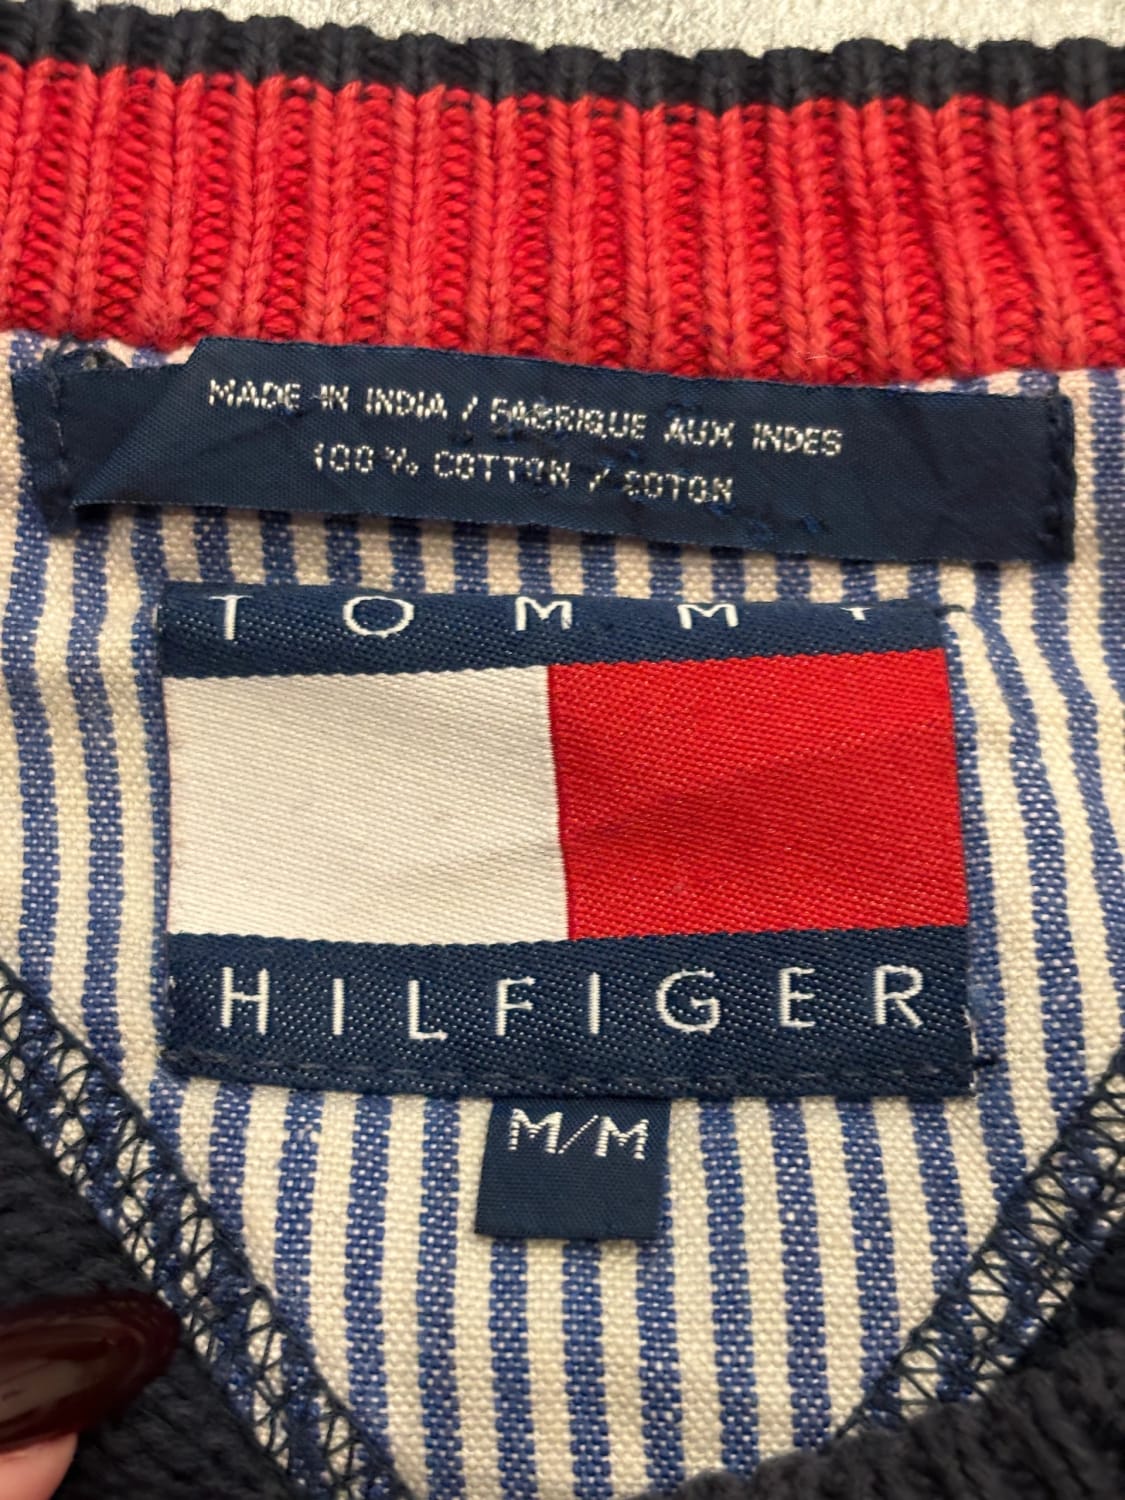 MADE IN INDIA / FABRIQUE AUX INDES
100% COTTON / COTON
TOMMY
HILFIGER
M/M